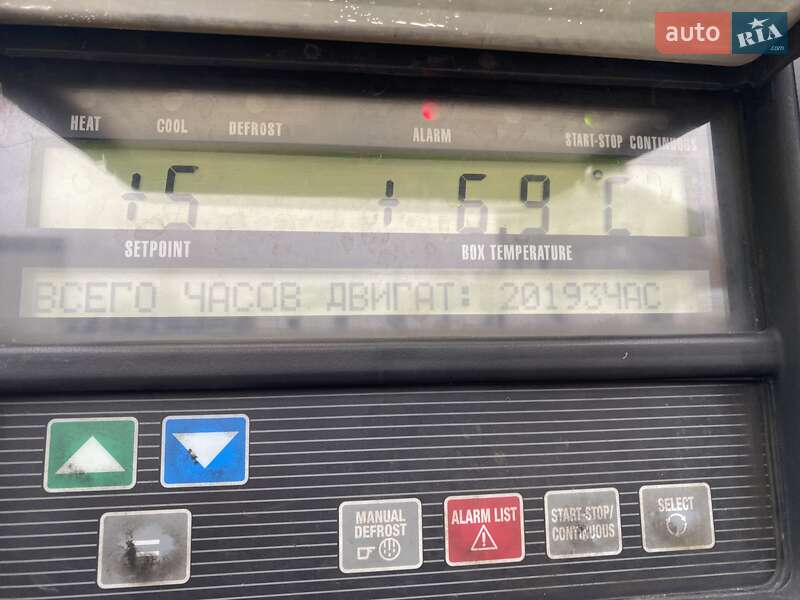 auto RIA .com
HEAT COOL DEFROST ALARM START-STOP CONTINUOUS
+5 + 6.9 °C
SETPOINT BOX TEMPERATURE
ВСЕГО ЧАСОВ ДВИГАТ: 20193ЧАС
MANUAL DEFROST
ALARM LIST
START-STOP/ CONTINUOUS
SELECT
=